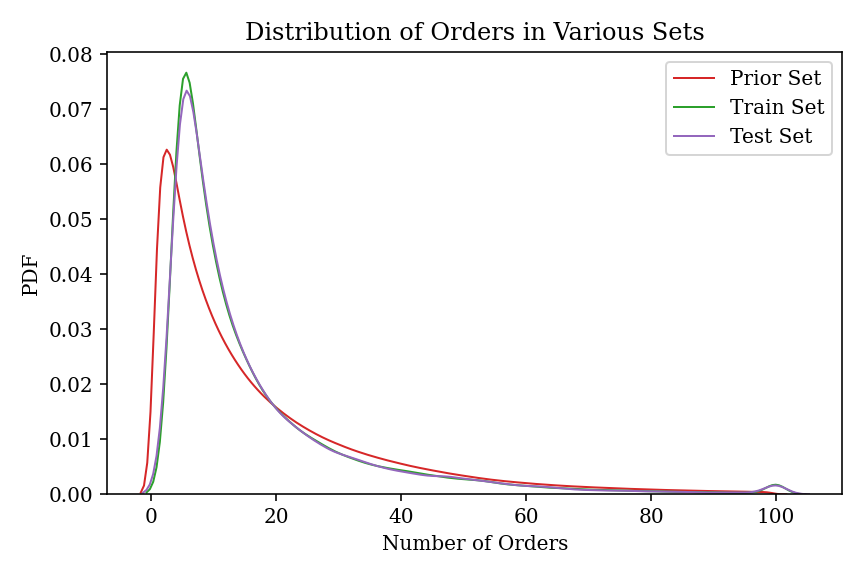 Distribution of Orders in Various Sets
Prior Set
Train Set
Test Set
PDF
0.08
0.07
0.06
0.05
0.04
0.03
0.02
0.01
0.00
0 20 40 60 80 100
Number of Orders